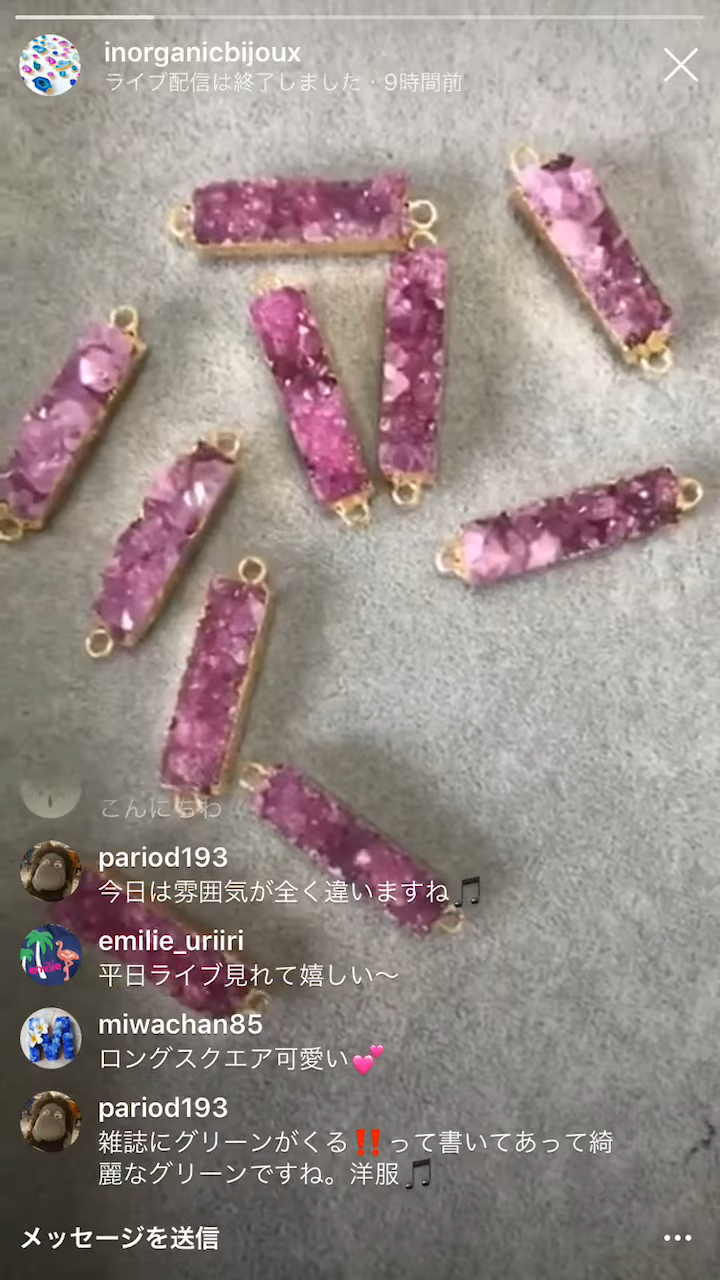 inorganicbijoux
ライブ配信は終了しました・9時間前
こんにちわ
pariod193
今日は雰囲気が全く違いますね🎵
emilie_uriiri
平日ライブ見れて嬉しい〜
miwachan85
ロングスクエア可愛い💕
pariod193
雑誌にグリーンがくる‼️って書いてあって綺
麗なグリーンですね。洋服🎵
メッセージを送信